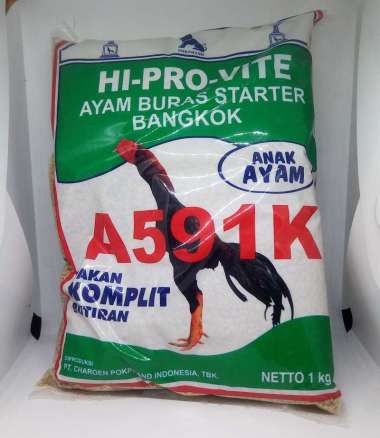 HI-PRO-VITE
AYAM BURAS STARTER
BANGKOK
ANAK
AYAM
A591K
PAKAN
KOMPLIT
BUTIRAN
DIPRODUKSI
PT. CHAROEN POKPHAND INDONESIA, TBK.
NETTO 1 kg